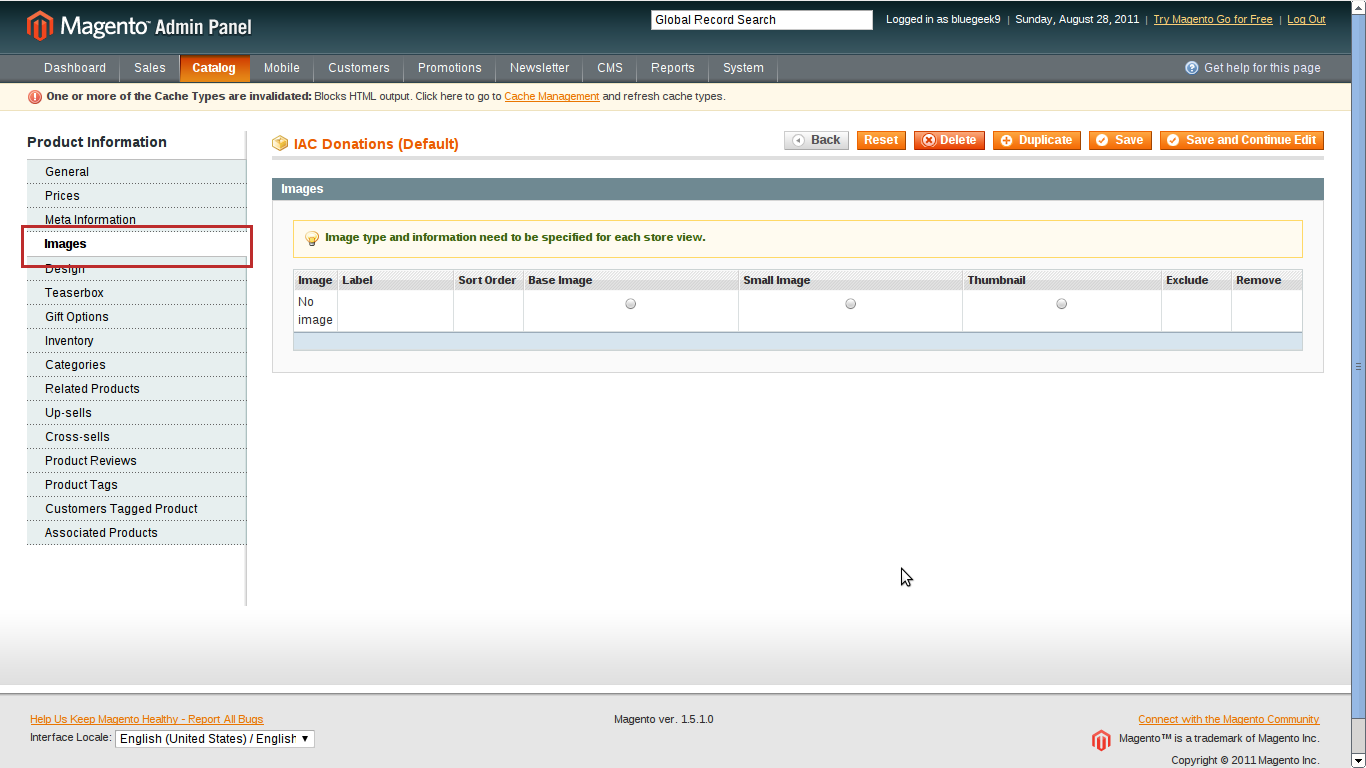 Magento™ Admin Panel
Global Record Search
Logged in as bluegeek9 | Sunday, August 28, 2011 | Try Magento Go for Free | Log Out
Dashboard Sales Catalog Mobile Customers Promotions Newsletter CMS Reports System
Get help for this page
One or more of the Cache Types are invalidated: Blocks HTML output. Click here to go to Cache Management and refresh cache types.
Product Information
General
Prices
Meta Information
Images
Design
Teaserbox
Gift Options
Inventory
Categories
Related Products
Up-sells
Cross-sells
Product Reviews
Product Tags
Customers Tagged Product
Associated Products
IAC Donations (Default)
Back Reset Delete Duplicate Save Save and Continue Edit
Images
Image type and information need to be specified for each store view.
Image Label Sort Order Base Image Small Image Thumbnail Exclude Remove
No
image
Help Us Keep Magento Healthy - Report All Bugs
Interface Locale: English (United States) / English
Magento ver. 1.5.1.0
Connect with the Magento Community
Magento™ is a trademark of Magento Inc.
Copyright © 2011 Magento Inc.